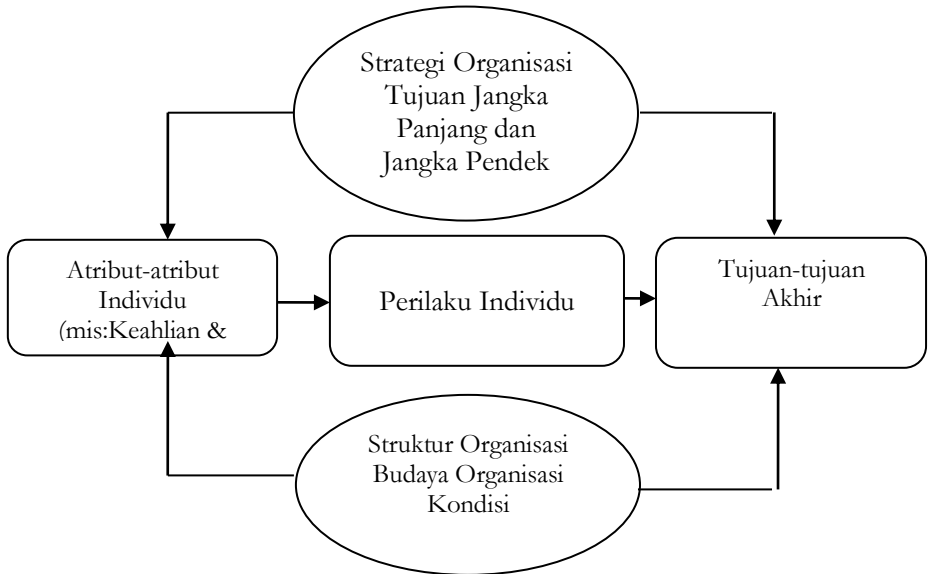 Strategi Organisasi
Tujuan Jangka
Panjang dan
Jangka Pendek
Atribut-atribut
Individu
(mis:Keahlian &
Perilaku Individu
Tujuan-tujuan
Akhir
Struktur Organisasi
Budaya Organisasi
Kondisi